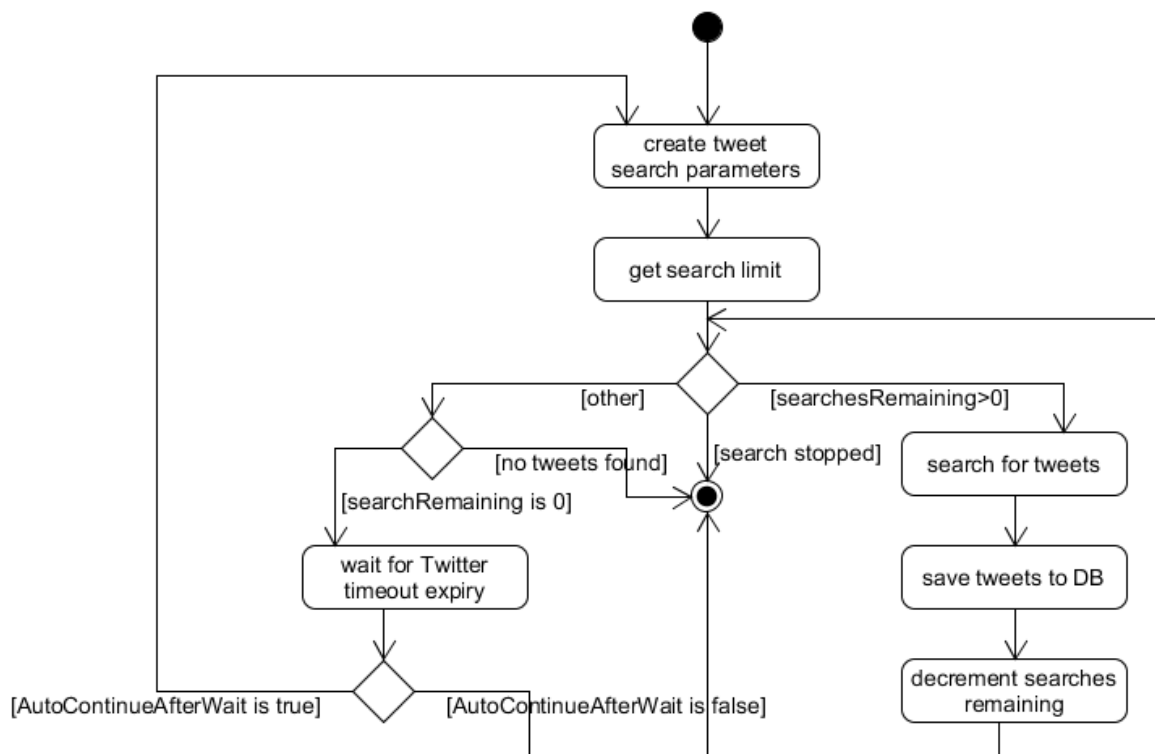 create tweet
search parameters
get search limit
[other]
[searchesRemaining>0]
[no tweets found]
[search stopped]
search for tweets
[searchRemaining is 0]
wait for Twitter
timeout expiry
save tweets to DB
decrement searches
remaining
[AutoContinueAfterWait is true]
[AutoContinueAfterWait is false]